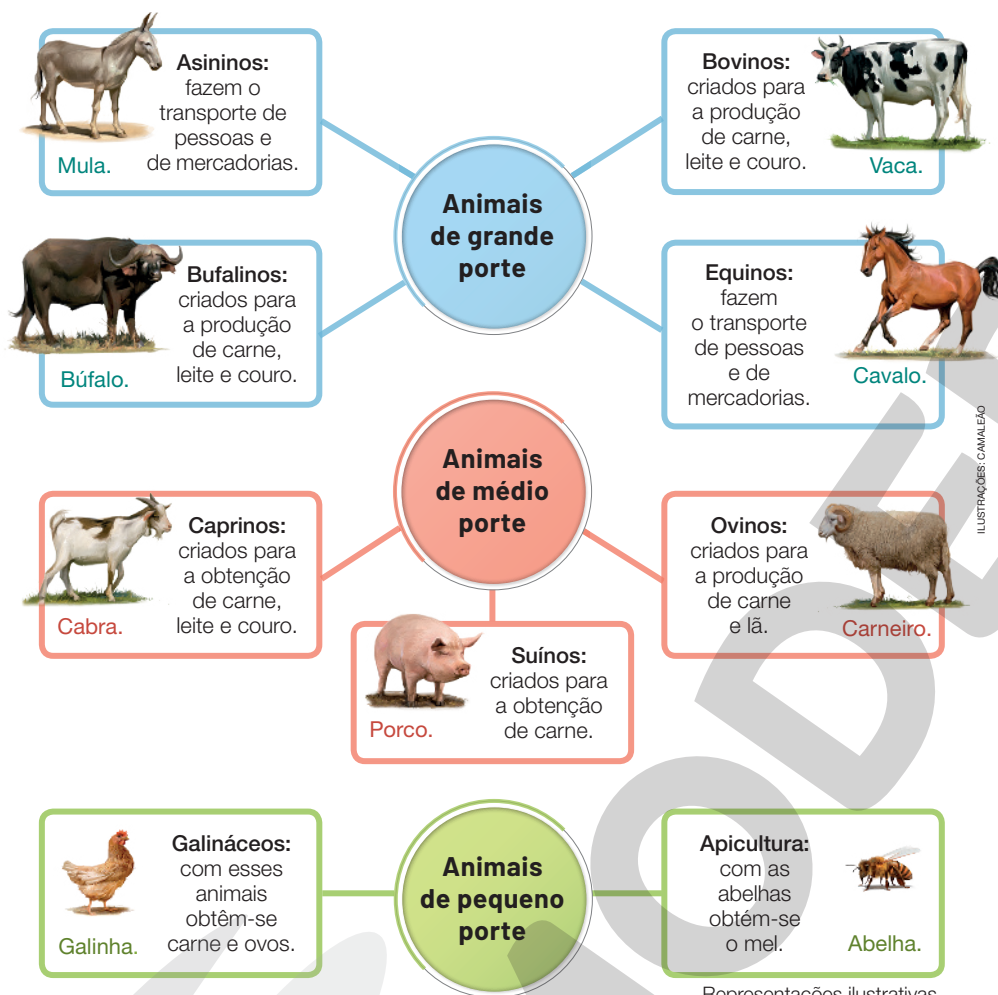 Asininos:
fazem o
transporte de
pessoas e
de mercadorias.
Mula.
Bovinos:
criados para
a produção
de carne,
leite e couro.
Vaca.
Animais
de grande
porte
Bufalinos:
criados para
a produção
de carne,
leite e couro.
Búfalo.
Equinos:
fazem
o transporte
de pessoas
e de
mercadorias.
Cavalo.
ILUSTRAÇÕES: CAMALEÃO
Animais
de médio
porte
Caprinos:
criados para
a obtenção
de carne,
leite e couro.
Cabra.
Ovinos:
criados para
a produção
de carne
e lã.
Carneiro.
Suínos:
criados para
a obtenção
de carne.
Porco.
Galináceos:
com esses
animais
obtêm-se
carne e ovos.
Galinha.
Animais
de pequeno
porte
Apicultura:
com as
abelhas
obtém-se
o mel.
Abelha.
Representações ilustrativas